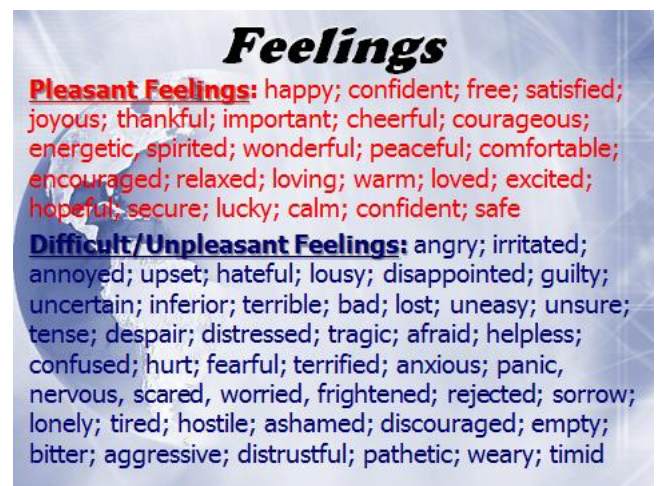 Feelings
Pleasant Feelings: happy; confident; free; satisfied;
joyous; thankful; important; cheerful; courageous;
energetic, spirited; wonderful; peaceful; comfortable;
encouraged; relaxed; loving; warm; loved; excited;
hopeful; secure; lucky; calm; confident; safe
Difficult/Unpleasant Feelings: angry; irritated;
annoyed; upset; hateful; lousy; disappointed; guilty;
uncertain; inferior; terrible; bad; lost; uneasy; unsure;
tense; despair; distressed; tragic; afraid; helpless;
confused; hurt; fearful; terrified; anxious; panic,
nervous, scared, worried, frightened; rejected; sorrow;
lonely; tired; hostile; ashamed; discouraged; empty;
bitter; aggressive; distrustful; pathetic; weary; timid